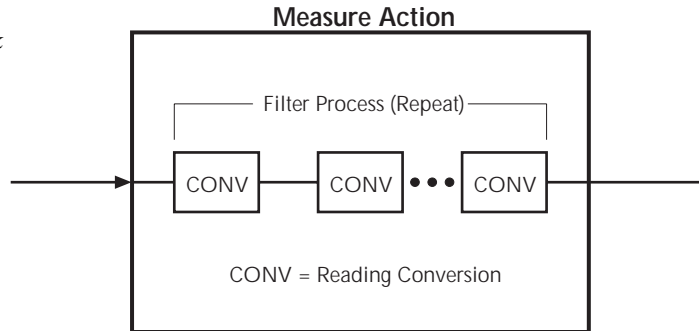 Measure Action
Filter Process (Repeat)
CONV CONV ••• CONV
CONV = Reading Conversion